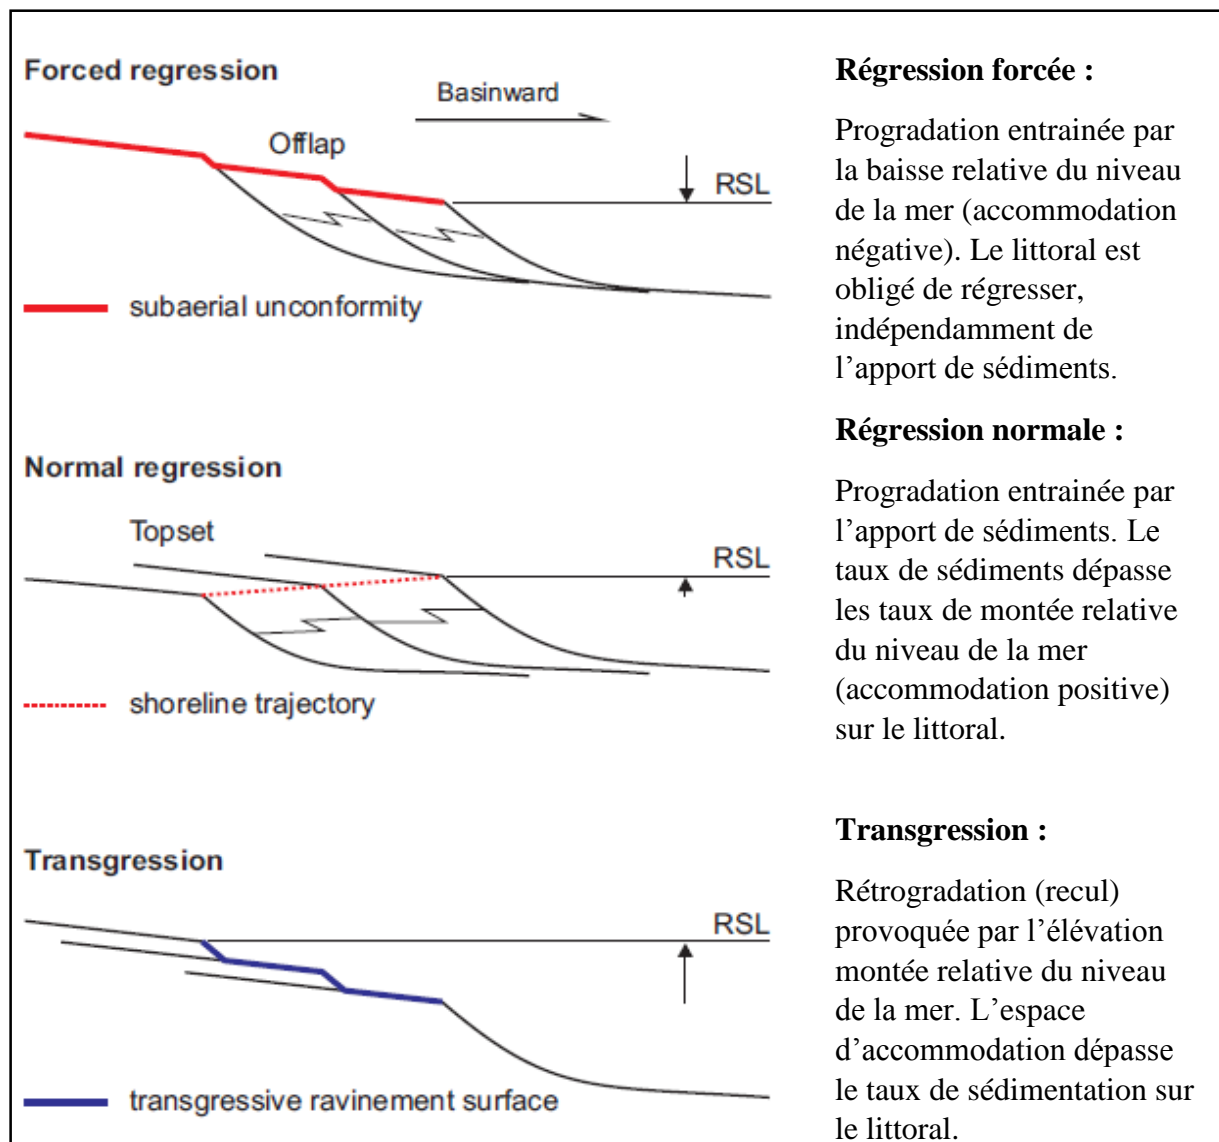 Forced regression
Basinward
Offlap
RSL
subaerial unconformity
Régression forcée :
Progradation entrainée par
la baisse relative du niveau
de la mer (accommodation
négative). Le littoral est
obligé de régresser,
indépendamment de
l’apport de sédiments.
Normal regression
Topset
RSL
shoreline trajectory
Régression normale :
Progradation entrainée par
l’apport de sédiments. Le
taux de sédiments dépasse
les taux de montée relative
du niveau de la mer
(accommodation positive)
sur le littoral.
Transgression
RSL
transgressive ravinement surface
Transgression :
Rétrogradation (recul)
provoquée par l’élévation
montée relative du niveau
de la mer. L’espace
d’accommodation dépasse
le taux de sédimentation sur
le littoral.